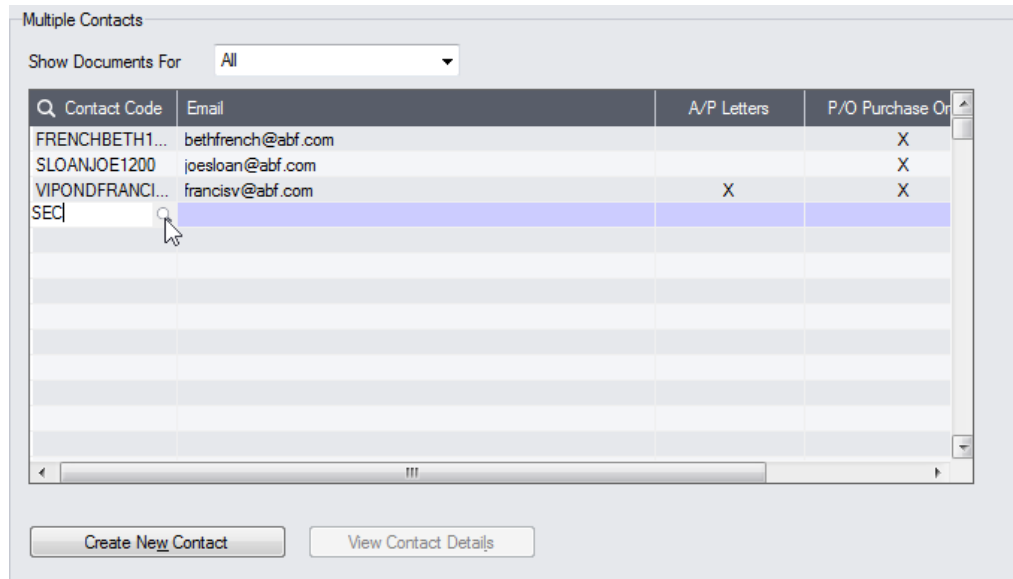 Multiple Contacts
Show Documents For All
Contact Code Email A/P Letters P/O Purchase Or
FRENCHBETH1... bethfrench@abf.com X
SLOANJOE1200 joesloan@abf.com X
VIPONDFRANCI... francisv@abf.com X X
SEC
Create New Contact View Contact Details